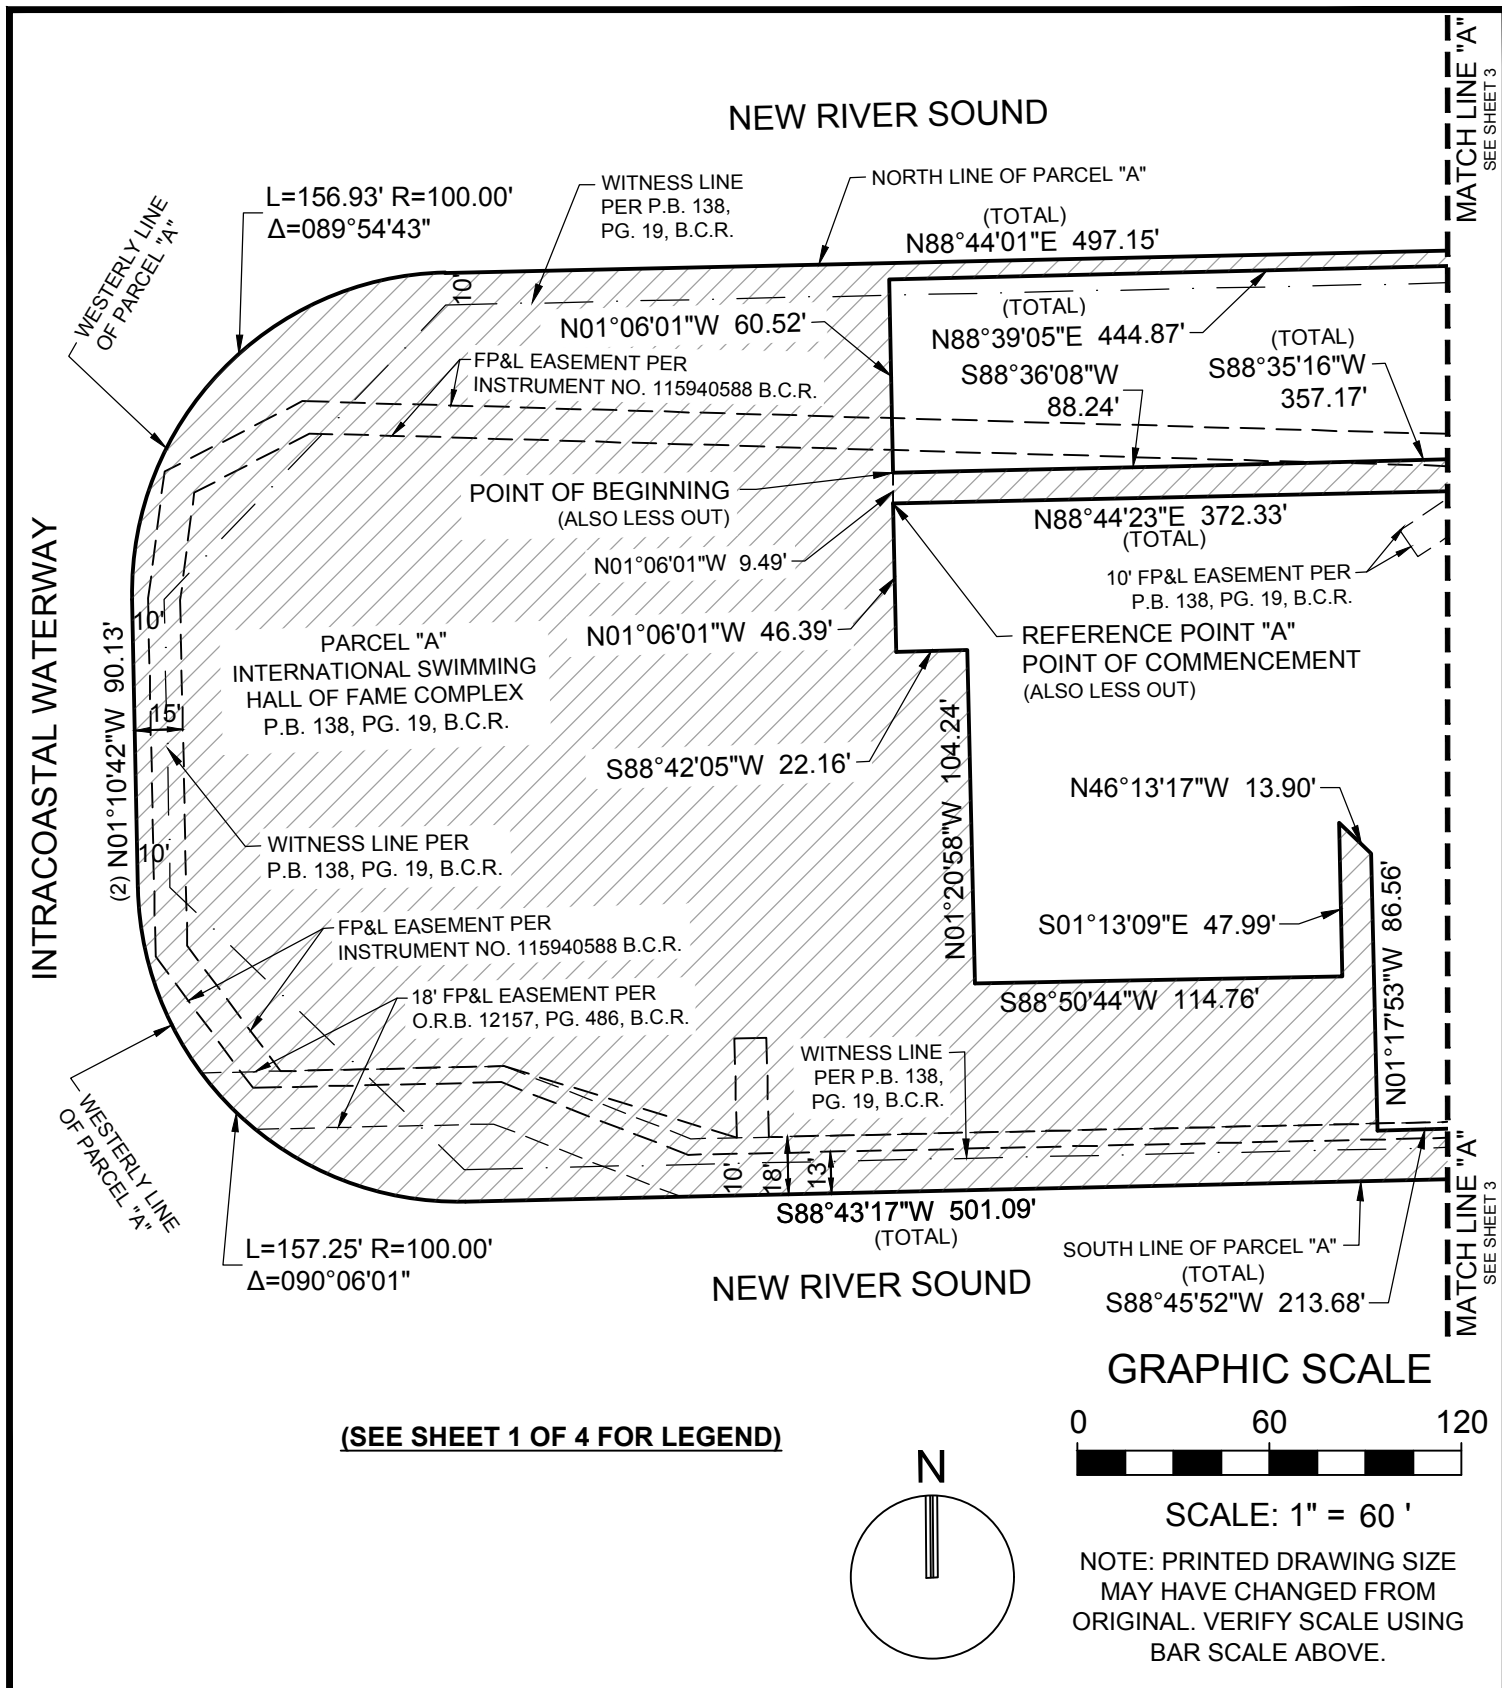 MATCH LINE "A"
SEE SHEET 3
NEW RIVER SOUND
WESTERLY LINE
OF PARCEL "A"
L=156.93' R=100.00'
Δ=089°54'43"
WITNESS LINE
PER P.B. 138,
PG. 19, B.C.R.
NORTH LINE OF PARCEL "A"
(TOTAL)
N88°44'01"E 497.15'
10'
N01°06'01"W 60.52'
(TOTAL)
N88°39'05"E 444.87'
(TOTAL)
S88°35'16"W
357.17'
S88°36'08"W
88.24'
FP&L EASEMENT PER
INSTRUMENT NO. 115940588 B.C.R.
POINT OF BEGINNING
(ALSO LESS OUT)
N88°44'23"E 372.33'
(TOTAL)
N01°06'01"W 9.49'
10' FP&L EASEMENT PER
P.B. 138, PG. 19, B.C.R.
INTRACOASTAL WATERWAY
(2) N01°10'42"W 90.13'
10'
15'
10'
PARCEL "A"
INTERNATIONAL SWIMMING
HALL OF FAME COMPLEX
P.B. 138, PG. 19, B.C.R.
N01°06'01"W 46.39'
REFERENCE POINT "A"
POINT OF COMMENCEMENT
(ALSO LESS OUT)
S88°42'05"W 22.16'
N01°20'58"W 104.24'
N46°13'17"W 13.90'
WITNESS LINE PER
P.B. 138, PG. 19, B.C.R.
S01°13'09"E 47.99'
N01°17'53"W 86.56'
FP&L EASEMENT PER
INSTRUMENT NO. 115940588 B.C.R.
18' FP&L EASEMENT PER
O.R.B. 12157, PG. 486, B.C.R.
S88°50'44"W 114.76'
WITNESS LINE
PER P.B. 138,
PG. 19, B.C.R.
WESTERLY LINE
OF PARCEL "A"
10'
18'
13'
S88°43'17"W 501.09'
(TOTAL)
L=157.25' R=100.00'
Δ=090°06'01"
NEW RIVER SOUND
SOUTH LINE OF PARCEL "A"
(TOTAL)
S88°45'52"W 213.68'
MATCH LINE "A"
SEE SHEET 3
GRAPHIC SCALE
0 60 120
(SEE SHEET 1 OF 4 FOR LEGEND)
N
SCALE: 1" = 60 '
NOTE: PRINTED DRAWING SIZE
MAY HAVE CHANGED FROM
ORIGINAL. VERIFY SCALE USING
BAR SCALE ABOVE.